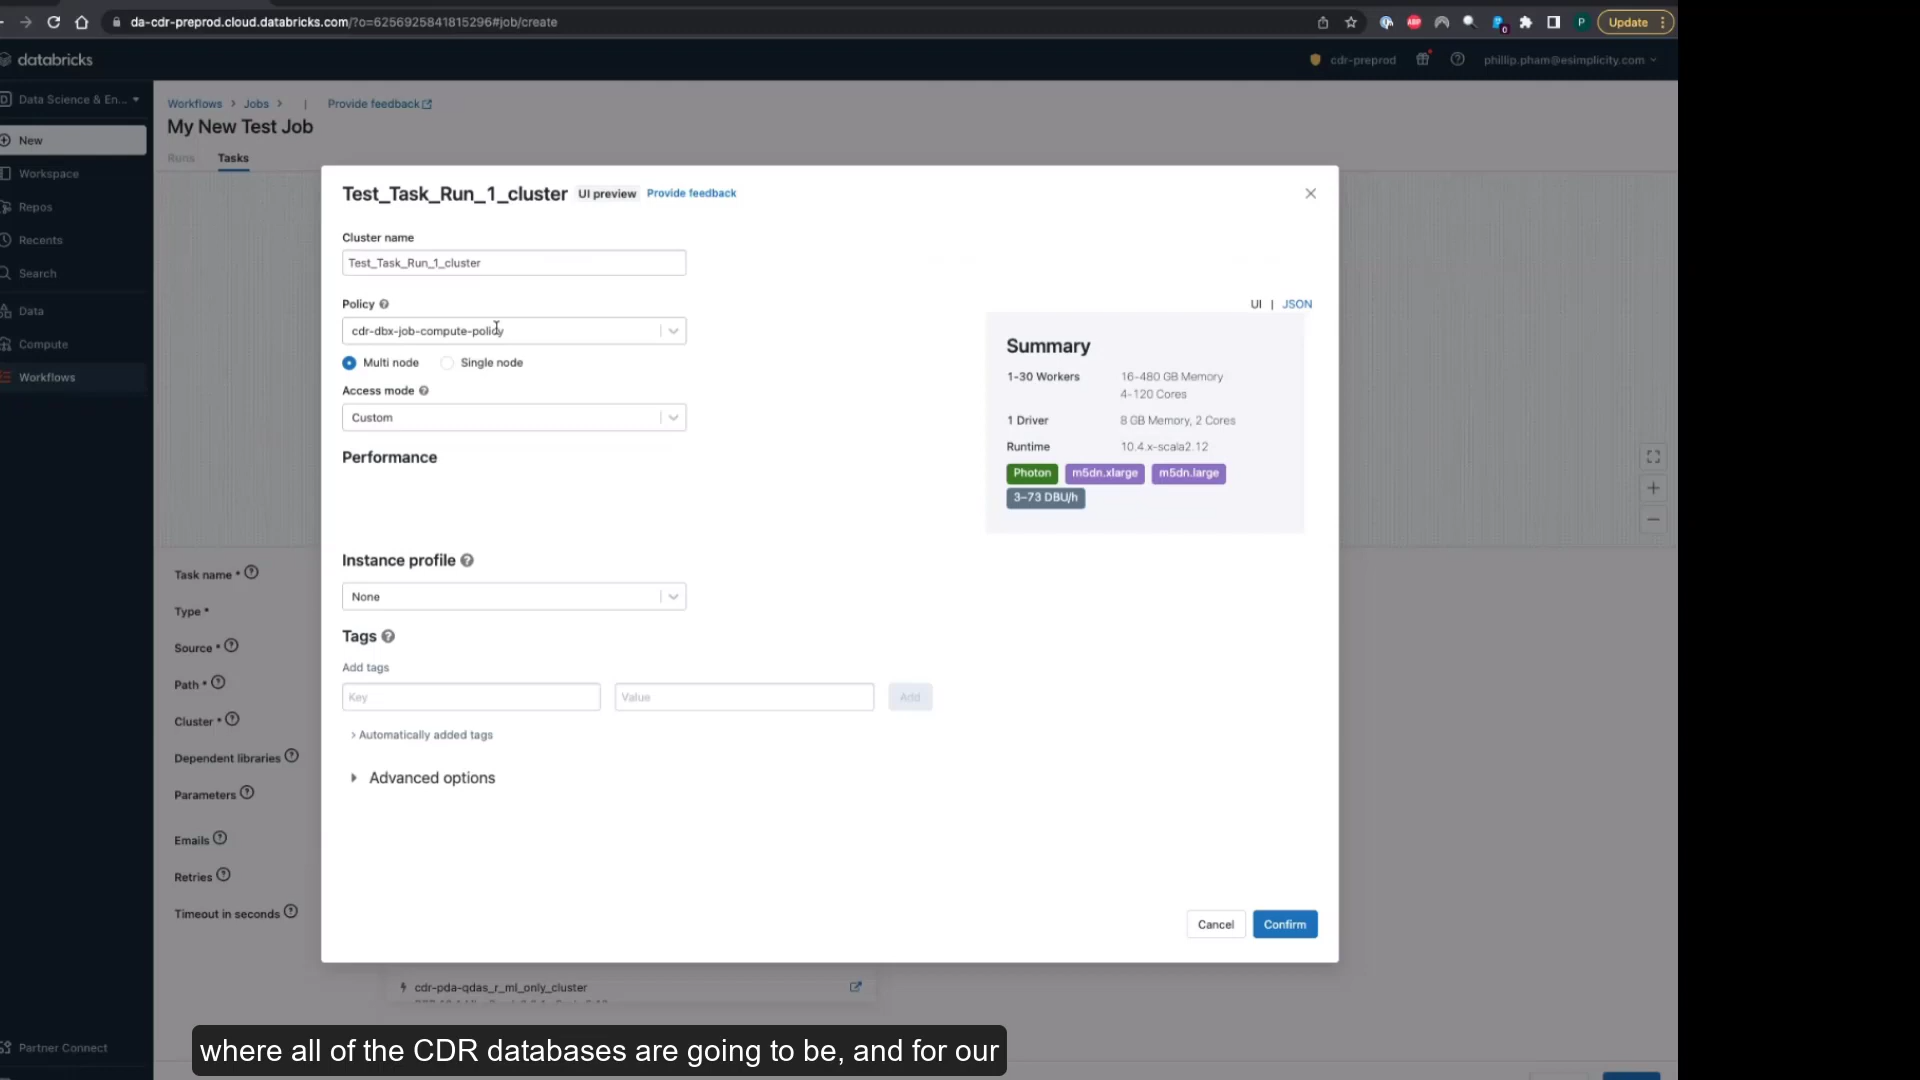 da-cdr-preprod.cloud.databricks.com/?o=6256925841815296#job/create
ABP
0
P
Update
databricks
cdr-preprod
phillip.pham@esimplicity.com
D Data Science & En...
New
Workspace
Repos
Recents
Search
Data
Compute
Workflows
Partner Connect
Workflows > Jobs > | Provide feedback
My New Test Job
Runs Tasks
Task name *
Type *
Source *
Path *
Cluster *
Dependent libraries
Parameters
Emails
Retries
Timeout in seconds
Test_Task_Run_1_cluster UI preview Provide feedback
Cluster name
Test_Task_Run_1_cluster
Policy
cdr-dbx-job-compute-policy
Multi node Single node
Access mode
Custom
Performance
Instance profile
None
Tags
Add tags
Key Value Add
> Automatically added tags
Advanced options
UI | JSON
Summary
1-30 Workers 16-480 GB Memory
4-120 Cores
1 Driver 8 GB Memory, 2 Cores
Runtime 10.4.x-scala2.12
Photon m5dn.xlarge m5dn.large
3–73 DBU/h
Cancel Confirm
cdr-pda-qdas_r_ml_only_cluster
where all of the CDR databases are going to be, and for our